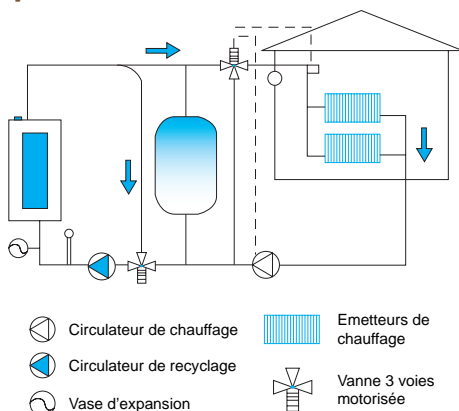 Circulateur de chauffage
Circulateur de recyclage
Vase d'expansion
Emetteurs de
chauffage
Vanne 3 voies
motorisée